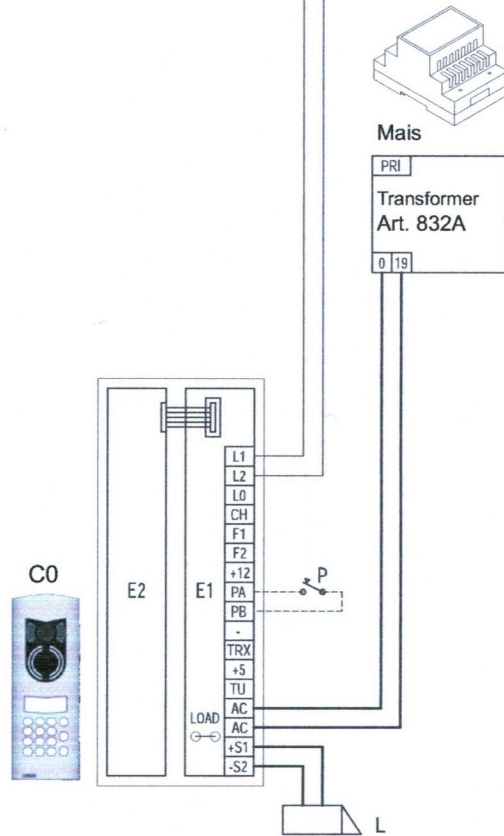 Mais
PRI
Transformer
Art. 832A
0 19
L1
L2
L0
CH
F1
F2
+12
PA
PB
-
TRX
+5
TU
AC
AC
+S1
-S2
P
C0
E2
E1
LOAD
L